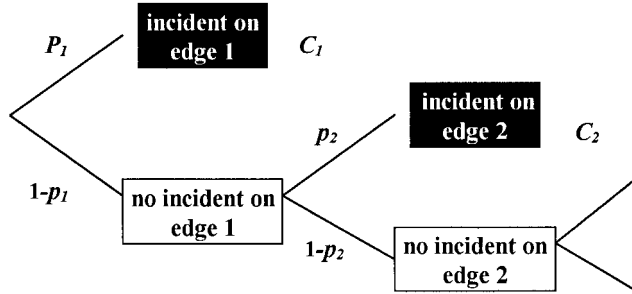 P1
incident on
edge 1
C1
1-p1
no incident on
edge 1
p2
incident on
edge 2
C2
1-p2
no incident on
edge 2